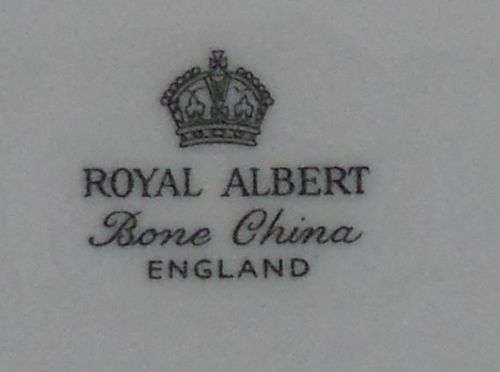 ROYAL ALBERT
Bone China
ENGLAND